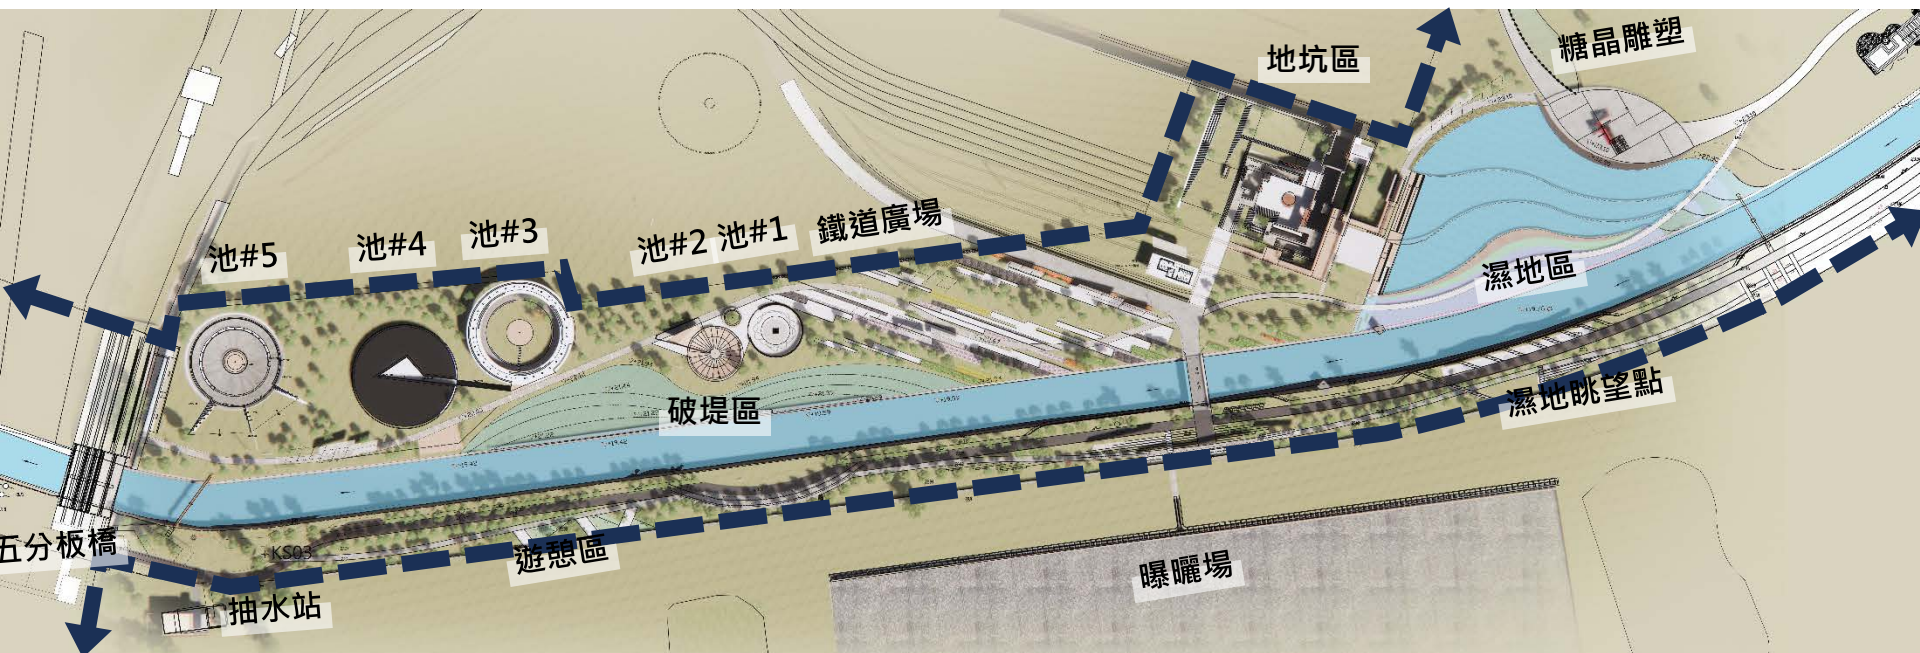 糖晶雕塑
地坑區
池#5
池#4
池#3
池#2
池#1
鐵道廣場
濕地區
破堤區
濕地眺望點
五分板橋
KS03
遊憩區
曝曬場
抽水站